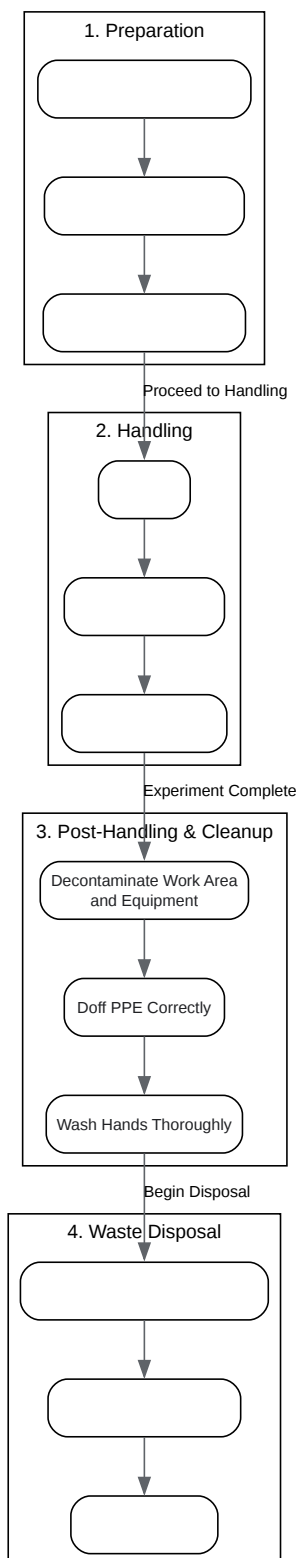 1. Preparation
Proceed to Handling
2. Handling
Experiment Complete
3. Post-Handling & Cleanup
Decontaminate Work Area
and Equipment
Doff PPE Correctly
Wash Hands Thoroughly
Begin Disposal
4. Waste Disposal